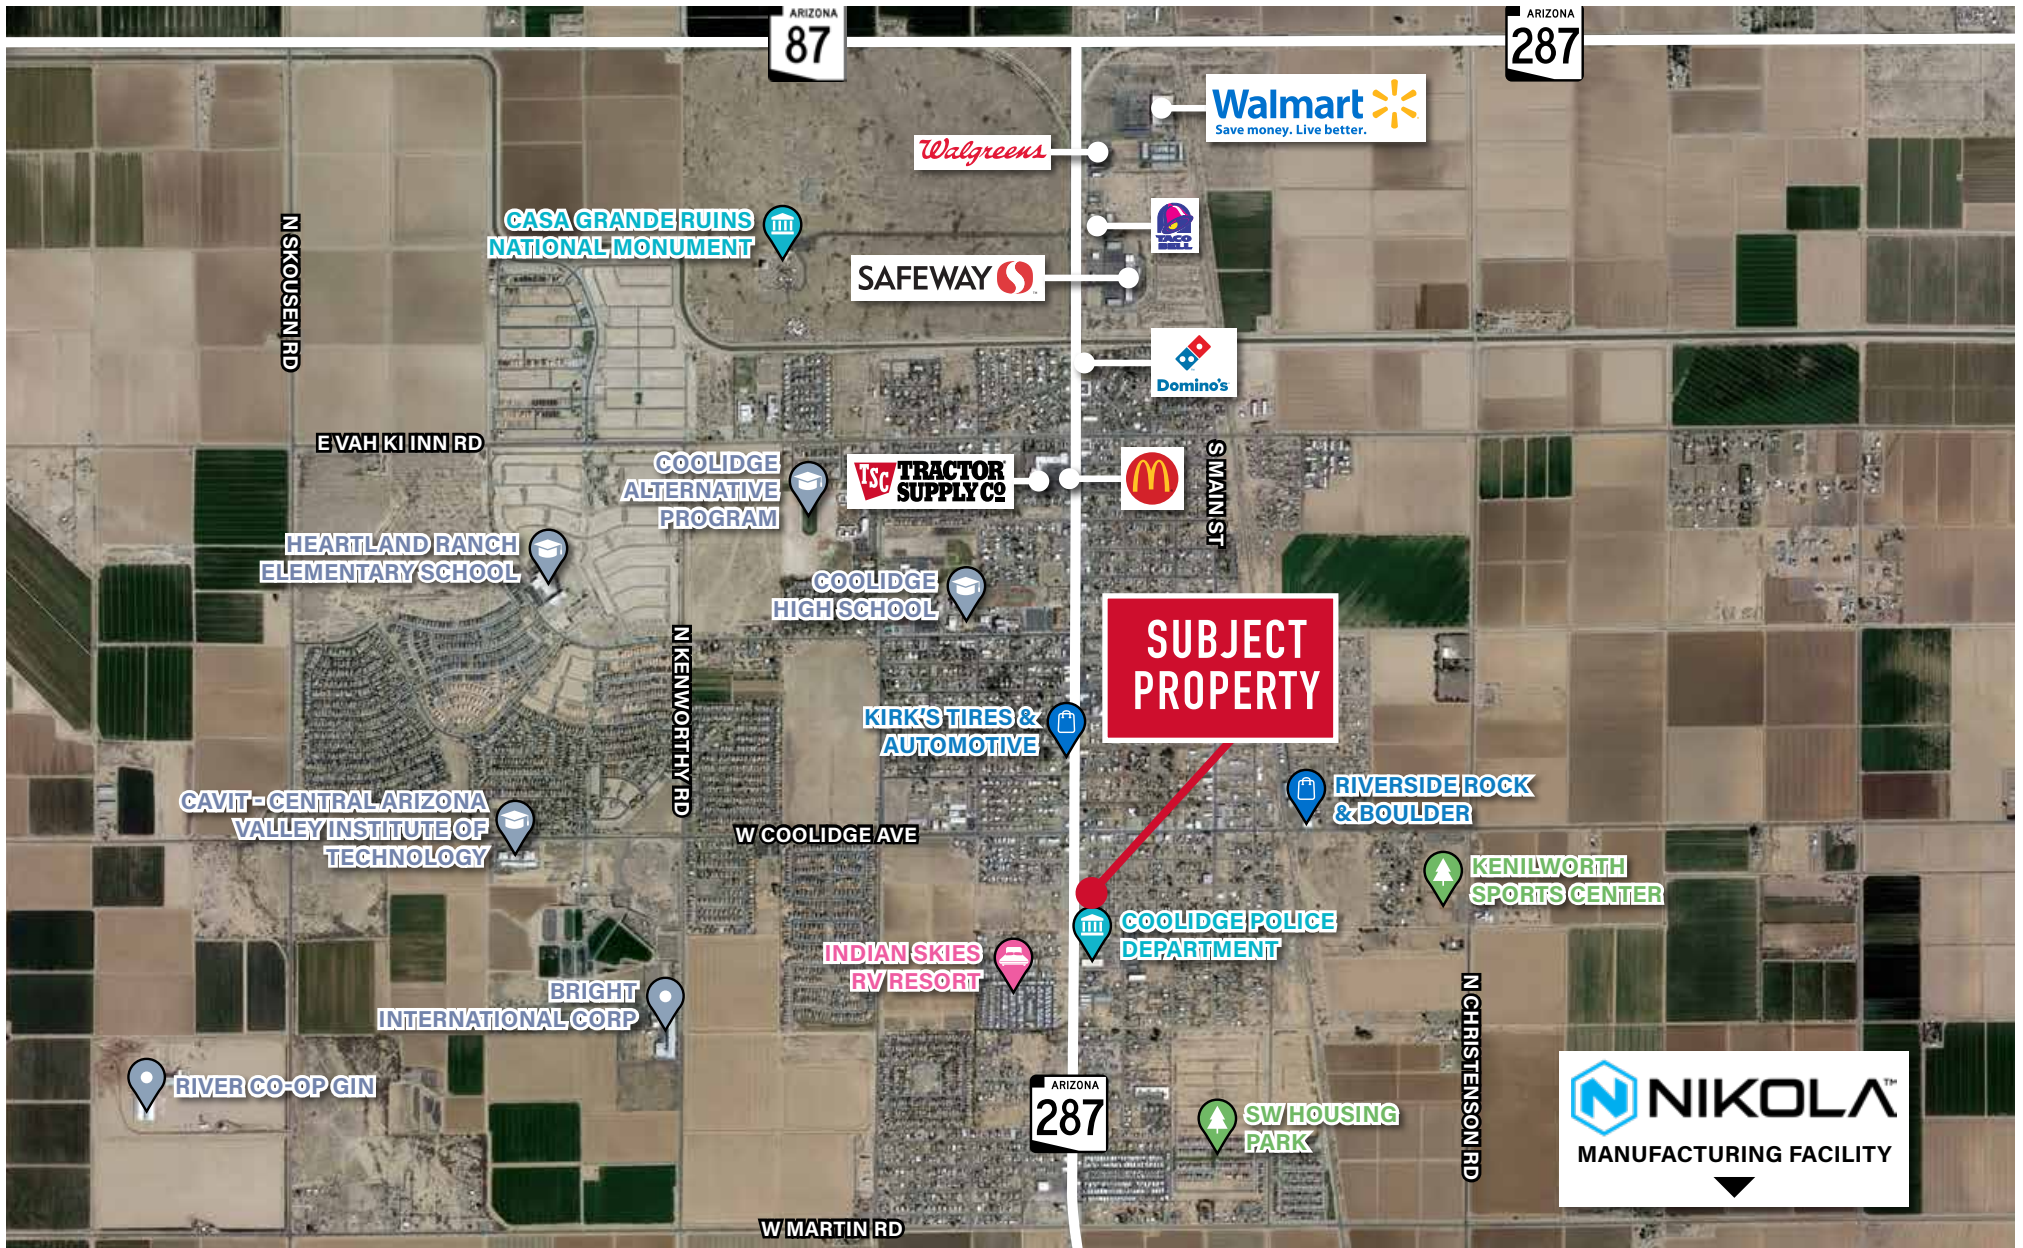 ARIZONA
87
ARIZONA
287
Walmart
Save money. Live better.
Walgreens
TACO
BELL
CASA GRANDE RUINS
NATIONAL MONUMENT
SAFEWAY
N SKOUSEN RD
Domino's
E VAH KI INN RD
COOLIDGE
ALTERNATIVE
PROGRAM
TSC
TRACTOR
SUPPLY CO
S MAIN ST
HEARTLAND RANCH
ELEMENTARY SCHOOL
COOLIDGE
HIGH SCHOOL
SUBJECT
PROPERTY
N KENWORTHY RD
KIRK'S TIRES &
AUTOMOTIVE
RIVERSIDE ROCK
& BOULDER
CAVIT - CENTRAL ARIZONA
VALLEY INSTITUTE OF
TECHNOLOGY
W COOLIDGE AVE
KENILWORTH
SPORTS CENTER
COOLIDGE POLICE
DEPARTMENT
INDIAN SKIES
RV RESORT
BRIGHT
INTERNATIONAL CORP
N CHRISTENSON RD
RIVER CO-OP GIN
ARIZONA
287
SW HOUSING
PARK
NIKOLA™
MANUFACTURING FACILITY
W MARTIN RD